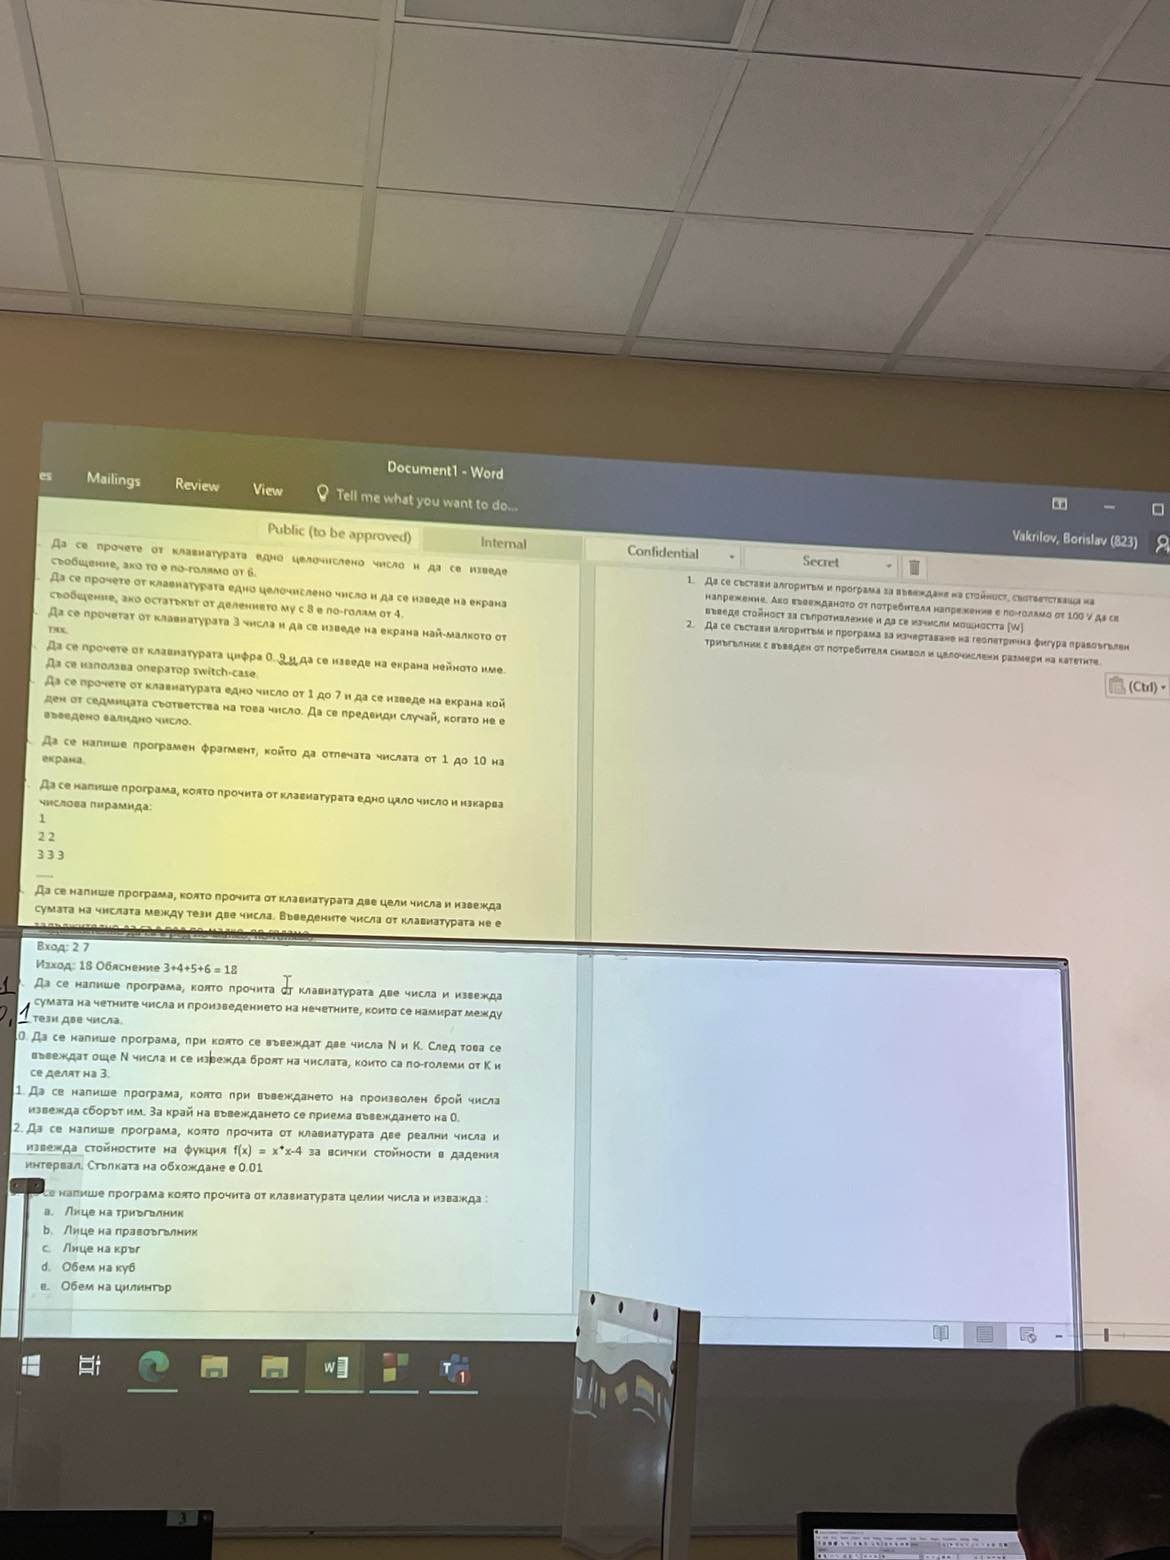 Document1 - Word
es Mailings Review View Tell me what you want to do...
Vakrilov, Borislav (823)
Public (to be approved) Internal Confidential Secret
Да се прочете от клавиатурата едно целочислено число и да се изведе
съобщение, ако то е по-голямо от 6.
Да се прочете от клавиатурата едно целочислено число и да се изведе на екрана
съобщение, ако остатъкът от делението му с 8 е по-голям от 4.
Да се прочетат от клавиатурата 3 числа и да се изведе на екрана най-малкото от
тях.
Да се прочете от клавиатурата цифра 0..9 и да се изведе на екрана нейното име.
Да се използва оператор switch-case.
Да се прочете от клавиатурата едно число от 1 до 7 и да се изведе на екрана кой
ден от седмицата съответства на това число. Да се предвиди случай, когато не е
въведено валидно число.
Да се напише програмен фрагмент, който да отпечата числата от 1 до 10 на
екрана.
Да се напише програма, която прочита от клавиатурата едно цяло число и изкарва
числова пирамида:
1
2 2
3 3 3
......
Да се напише програма, която прочита от клавиатурата две цели числа и извежда
сумата на числата между тези две числа. Въведените числа от клавиатурата не е
задължително да са в ред по-малко, по-голямо.
Вход: 2 7
Изход: 18 Обяснение 3+4+5+6 = 18
Да се напише програма, която прочита от клавиатурата две числа и извежда
сумата на четните числа и произведението на нечетните, които се намират между
тези две числа.
0. Да се напише програма, при която се въвеждат две числа N и K. След това се
въвеждат още N числа и се извежда броят на числата, които са по-големи от K и
се делят на 3.
1. Да се напише програма, която при въвеждането на произволен брой числа
извежда сборът им. За край на въвеждането се приема въвеждането на 0.
2. Да се напише програма, която прочита от клавиатурата две реални числа и
извежда стойностите на функция f(x) = x*x-4 за всички стойности в дадения
интервал. Стъпката на обхождане е 0.01
се напише програма която прочита от клавиатурата целии числа и изважда :
a. Лице на триъгълник
b. Лице на правоъгълник
c. Лице на кръг
d. Обем на куб
e. Обем на цилинтър
1. Да се състави алгоритъм и програма за въвеждане на стойност, съответстваща на
напрежение. Ако въвежданото от потребителя напрежение е по-голямо от 100 V да се
въведе стойност за съпротивление и да се изчисли мощността [W]
2. Да се състави алгоритъм и програма за изчертаване на геометрична фигура правоъгълен
триъгълник с въведен от потребителя символ и целочислени размери на катетите.
(Ctrl)
1
0, 1
3